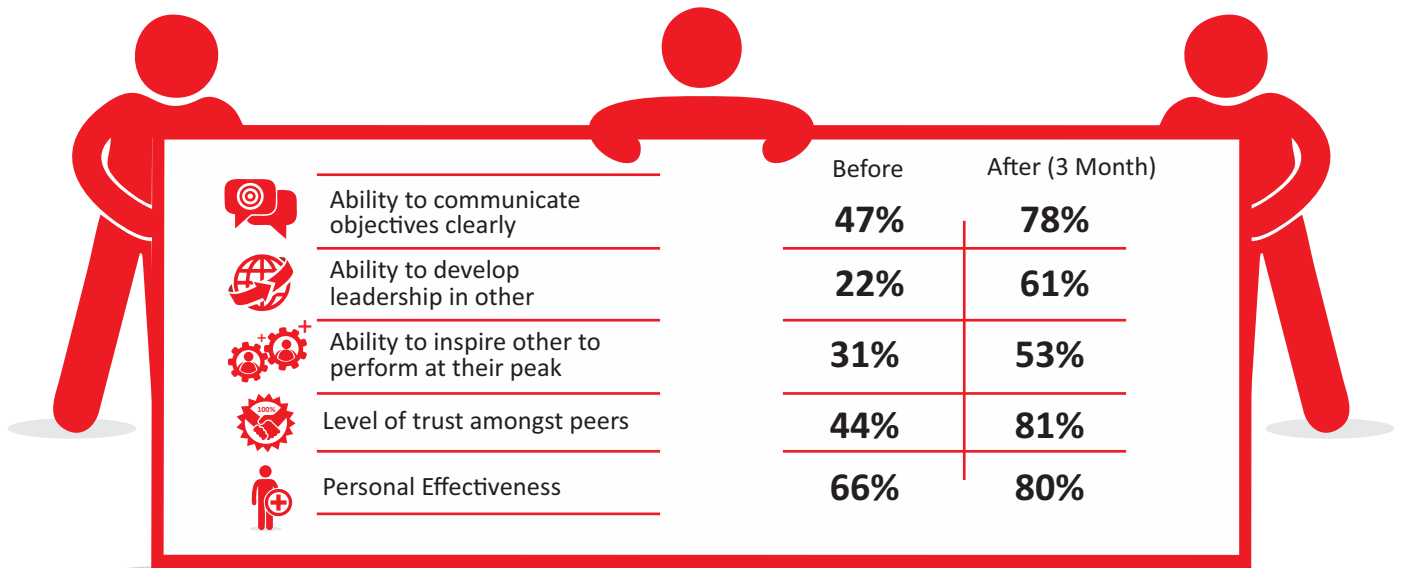 Before After (3 Month)
Ability to communicate
objectives clearly
47% 78%
Ability to develop
leadership in other
22% 61%
Ability to inspire other to
perform at their peak
31% 53%
100%
Level of trust amongst peers
44% 81%
Personal Effectiveness
66% 80%